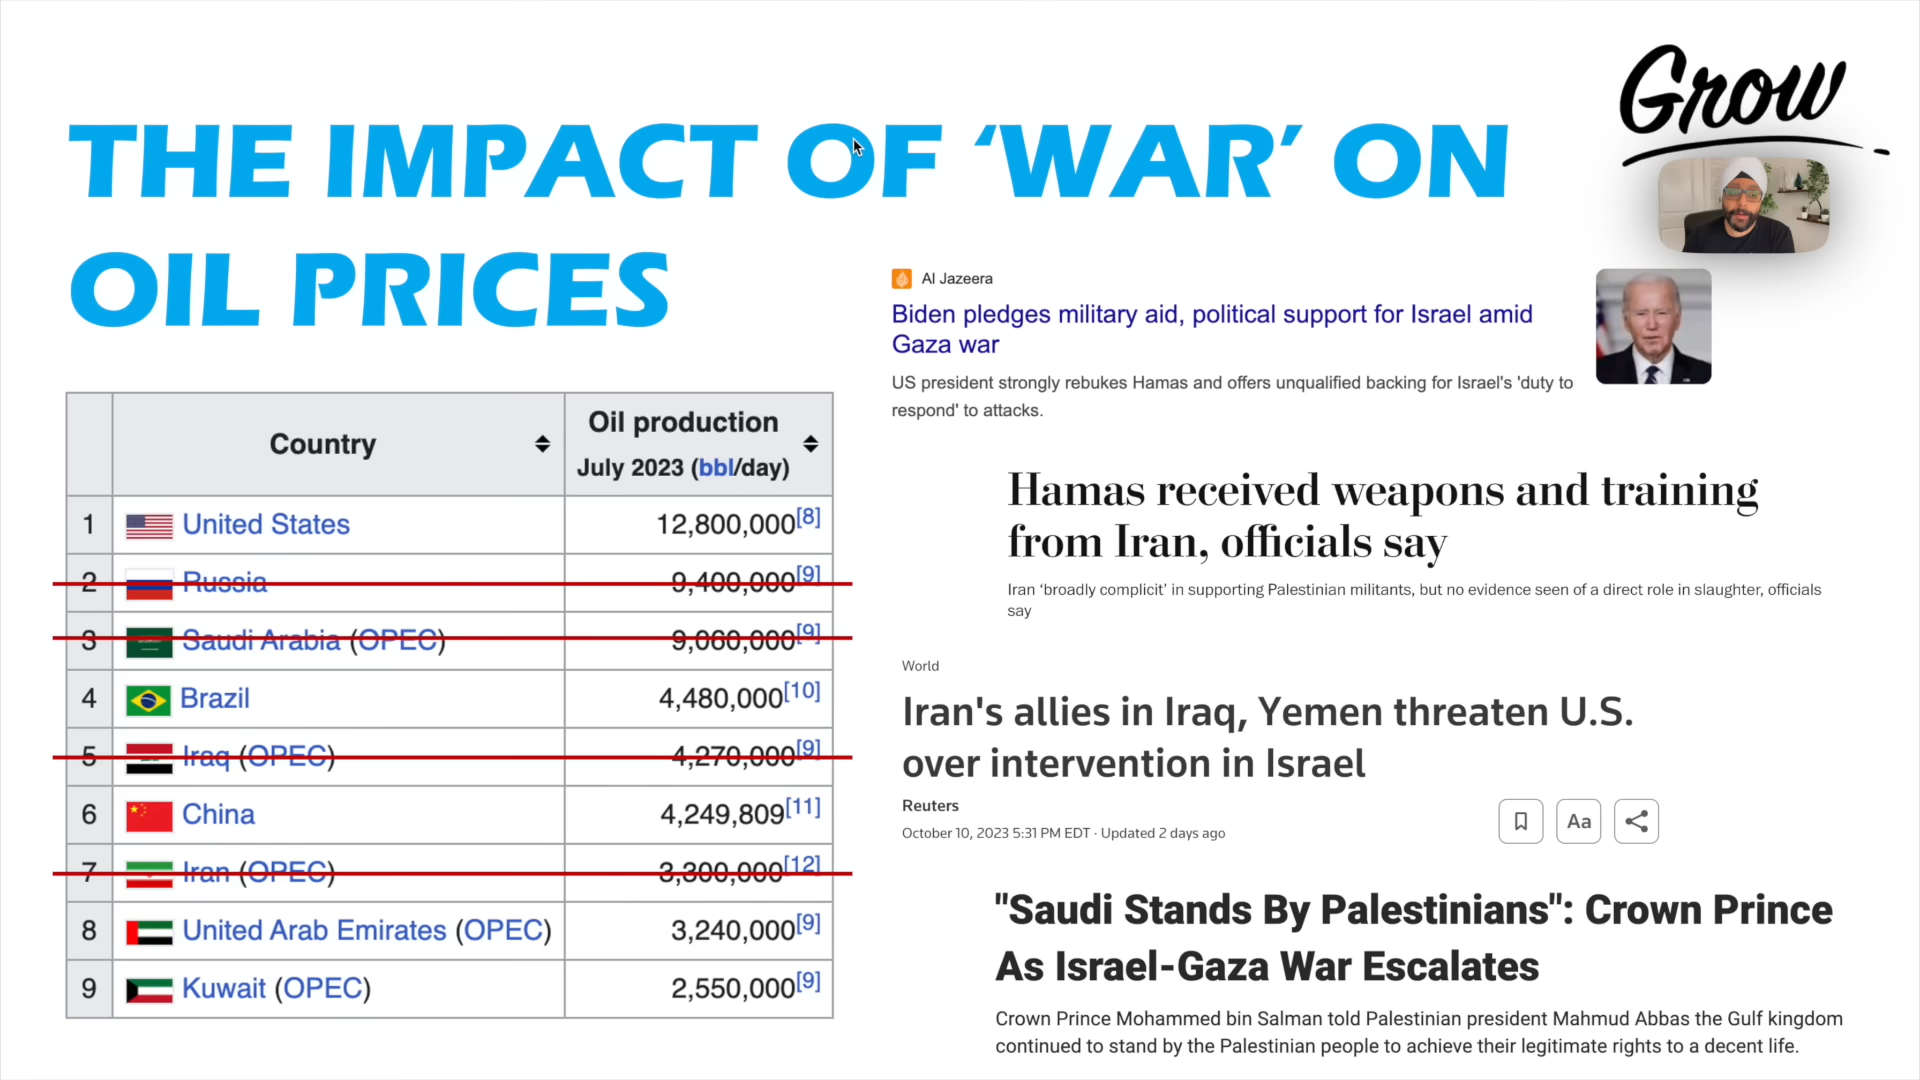 Grow
THE IMPACT OF ‘WAR’ ON
OIL PRICES
Al Jazeera
Biden pledges military aid, political support for Israel amid
Gaza war
US president strongly rebukes Hamas and offers unqualified backing for Israel's 'duty to
respond' to attacks.
Country Oil production
July 2023 (bbl/day)
1 United States 12,800,000[8]
2 Russia 9,400,000[9]
3 Saudi Arabia (OPEC) 9,060,000[9]
4 Brazil 4,480,000[10]
5 Iraq (OPEC) 4,270,000[9]
6 China 4,249,809[11]
7 Iran (OPEC) 3,300,000[12]
8 United Arab Emirates (OPEC) 3,240,000[9]
9 Kuwait (OPEC) 2,550,000[9]
Hamas received weapons and training
from Iran, officials say
Iran ‘broadly complicit’ in supporting Palestinian militants, but no evidence seen of a direct role in slaughter, officials
say
World
Iran's allies in Iraq, Yemen threaten U.S.
over intervention in Israel
Reuters
October 10, 2023 5:31 PM EDT · Updated 2 days ago
Aa
"Saudi Stands By Palestinians": Crown Prince
As Israel-Gaza War Escalates
Crown Prince Mohammed bin Salman told Palestinian president Mahmud Abbas the Gulf kingdom
continued to stand by the Palestinian people to achieve their legitimate rights to a decent life.